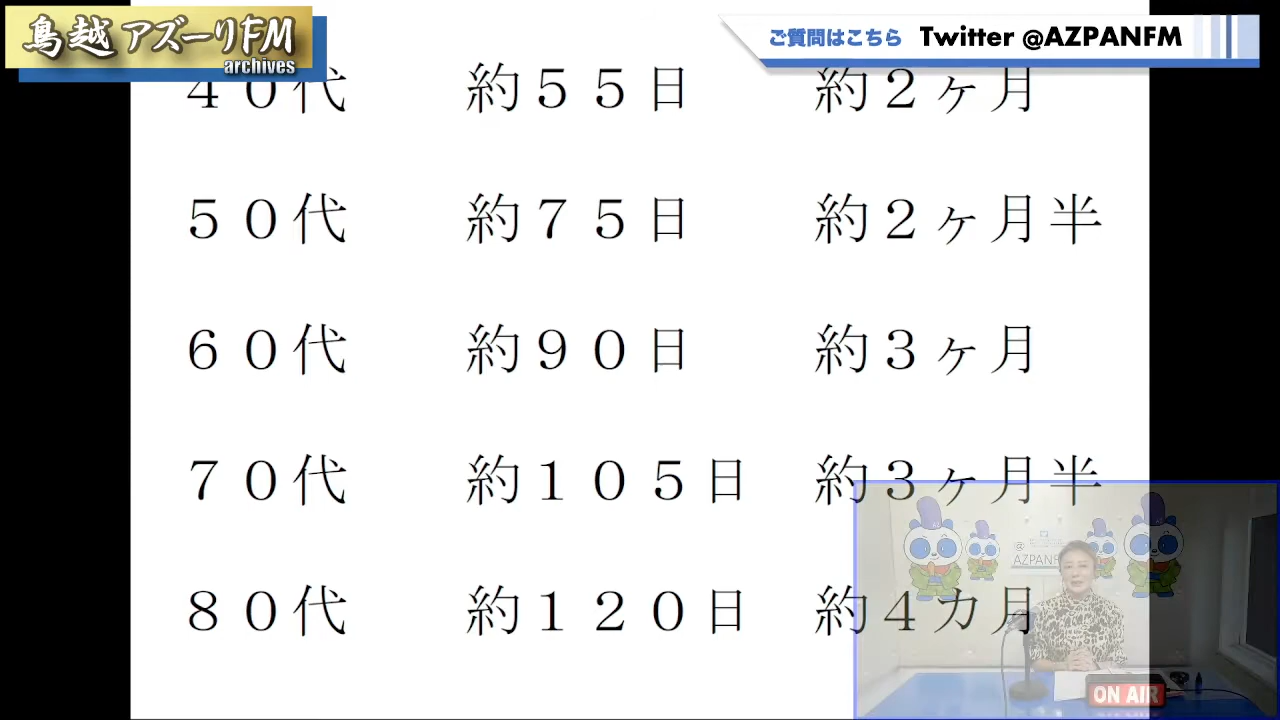 鳥越 アズーリFM
archives
ご質問はこちら Twitter @AZPANFM
４０代 約５５日 約２ヶ月
５０代 約７５日 約２ヶ月半
６０代 約９０日 約３ヶ月
７０代 約１０５日 約３ヶ月半
８０代 約１２０日 約４カ月
@
AZPANF
ON AIR